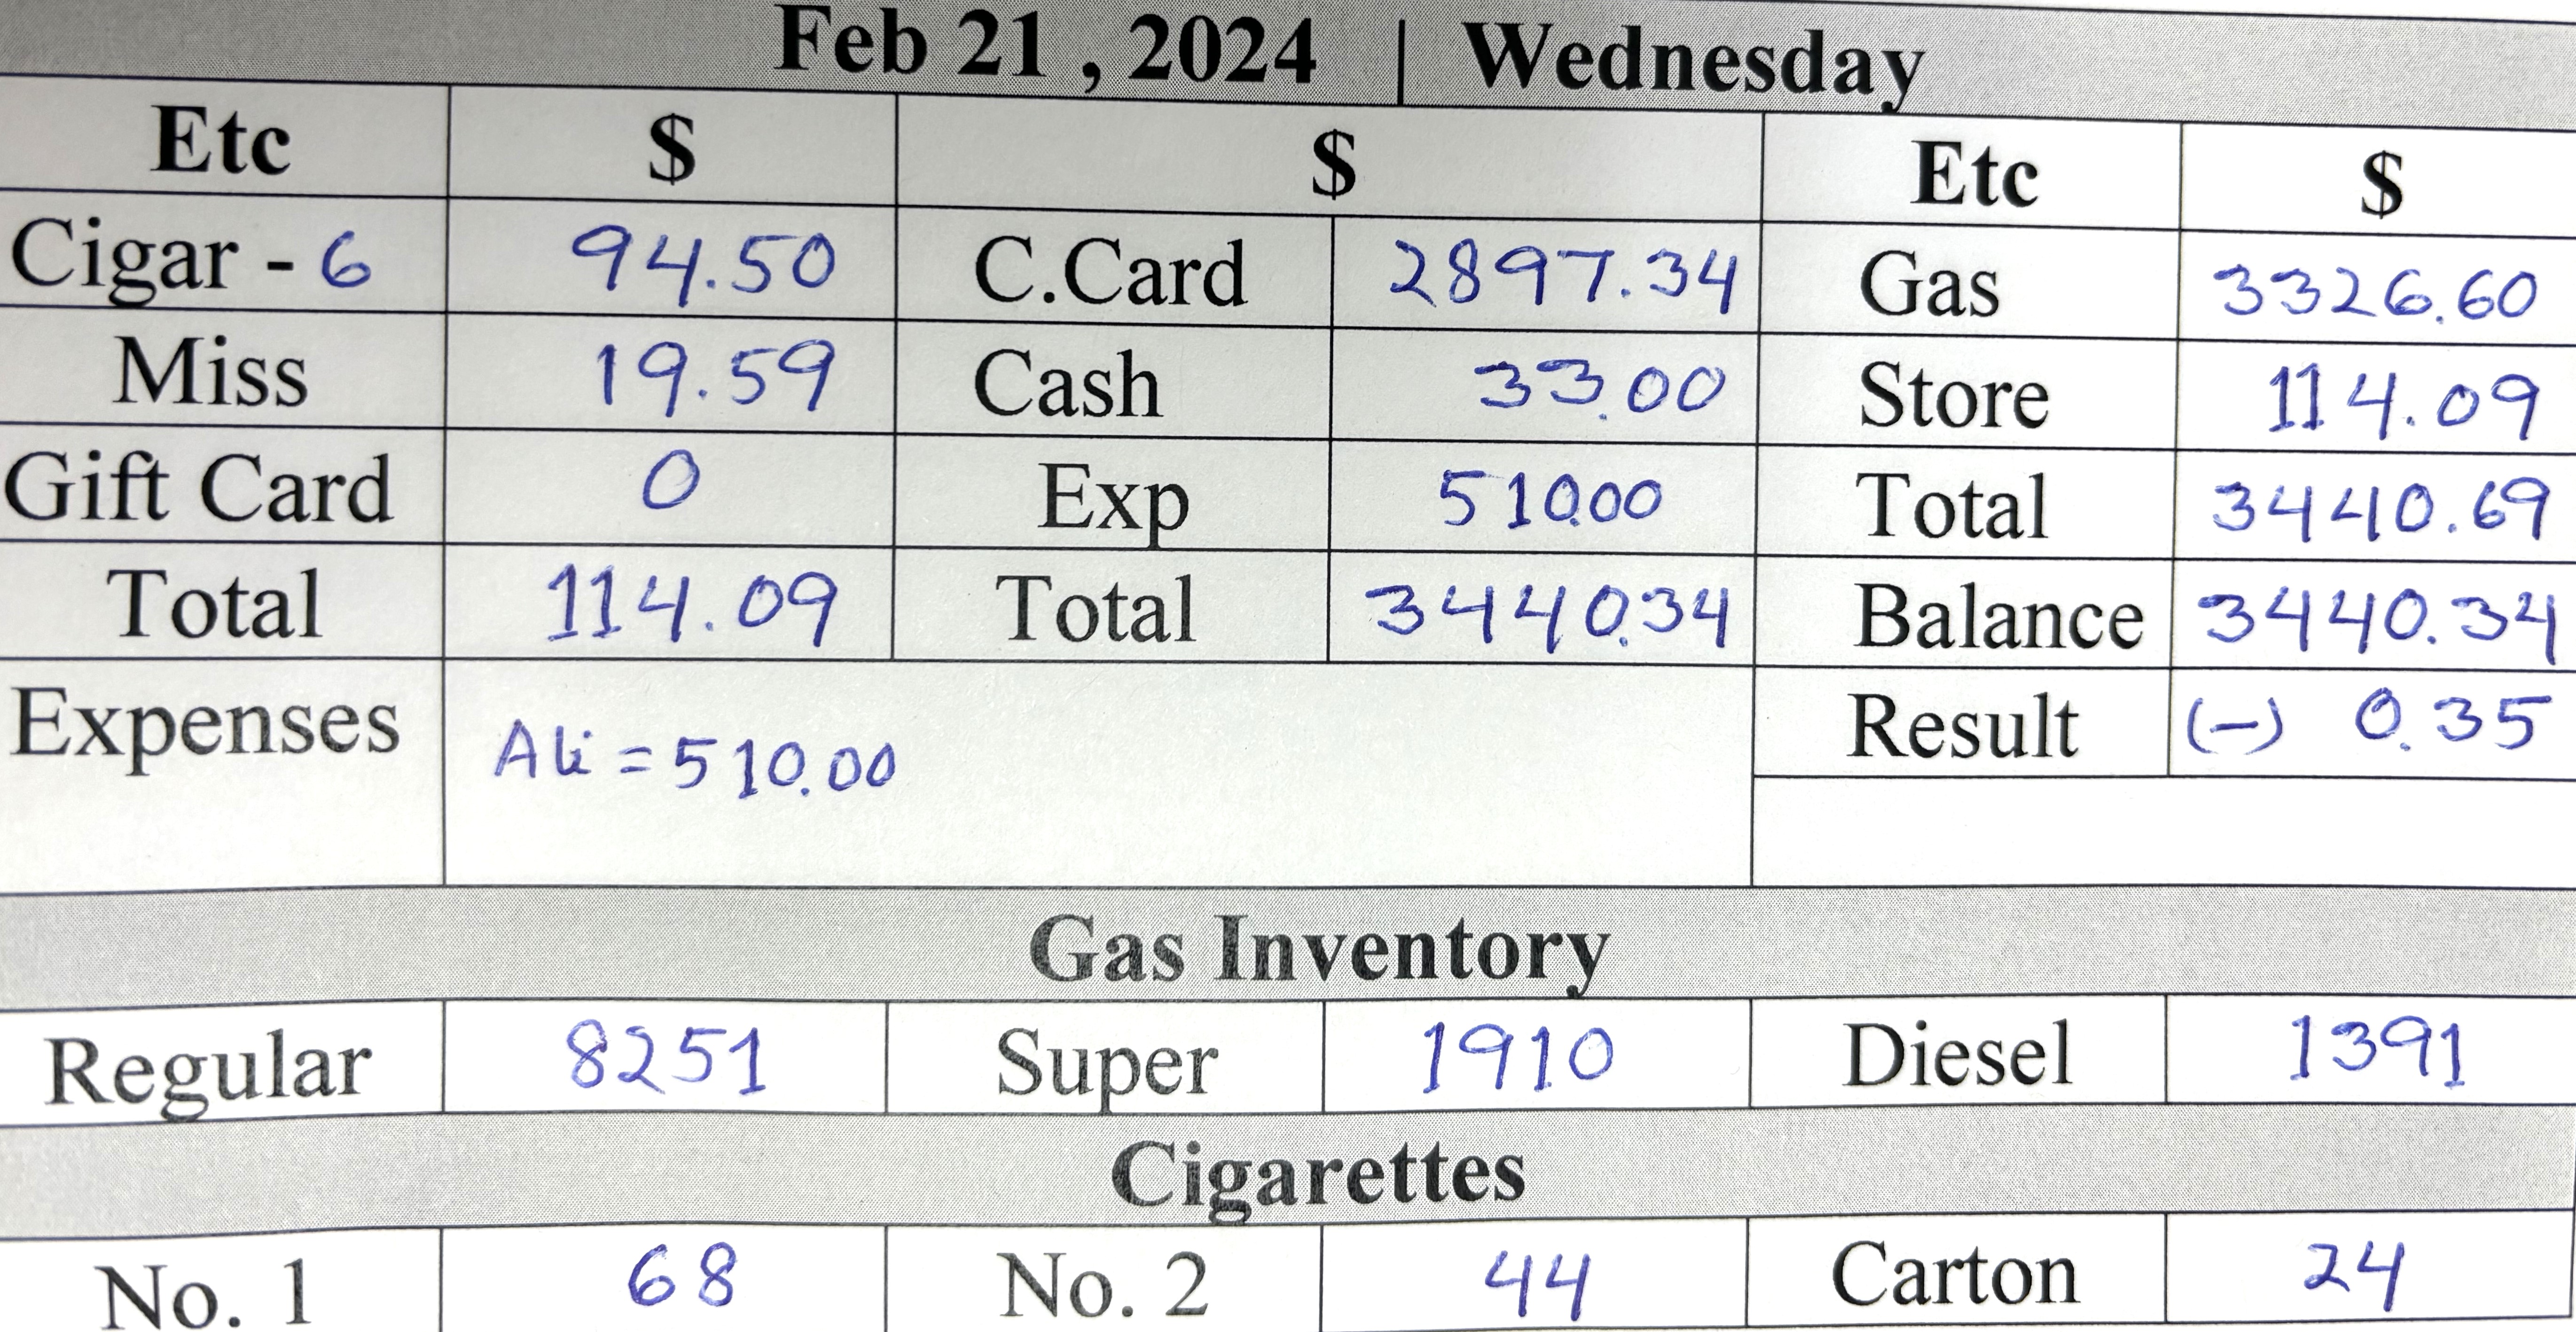 Feb 21 , 2024 | Wednesday
Etc $ $ Etc $
Cigar - 6 94.50 C.Card 2897.34 Gas 3326.60
Miss 19.59 Cash 33.00 Store 114.09
Gift Card 0 Exp 510.00 Total 3440.69
Total 114.09 Total 3440.34 Balance 3440.34
Expenses Ali = 510.00 Result (-) 0.35
Gas Inventory
Regular 8251 Super 1910 Diesel 1391
Cigarettes
No. 1 68 No. 2 44 Carton 24